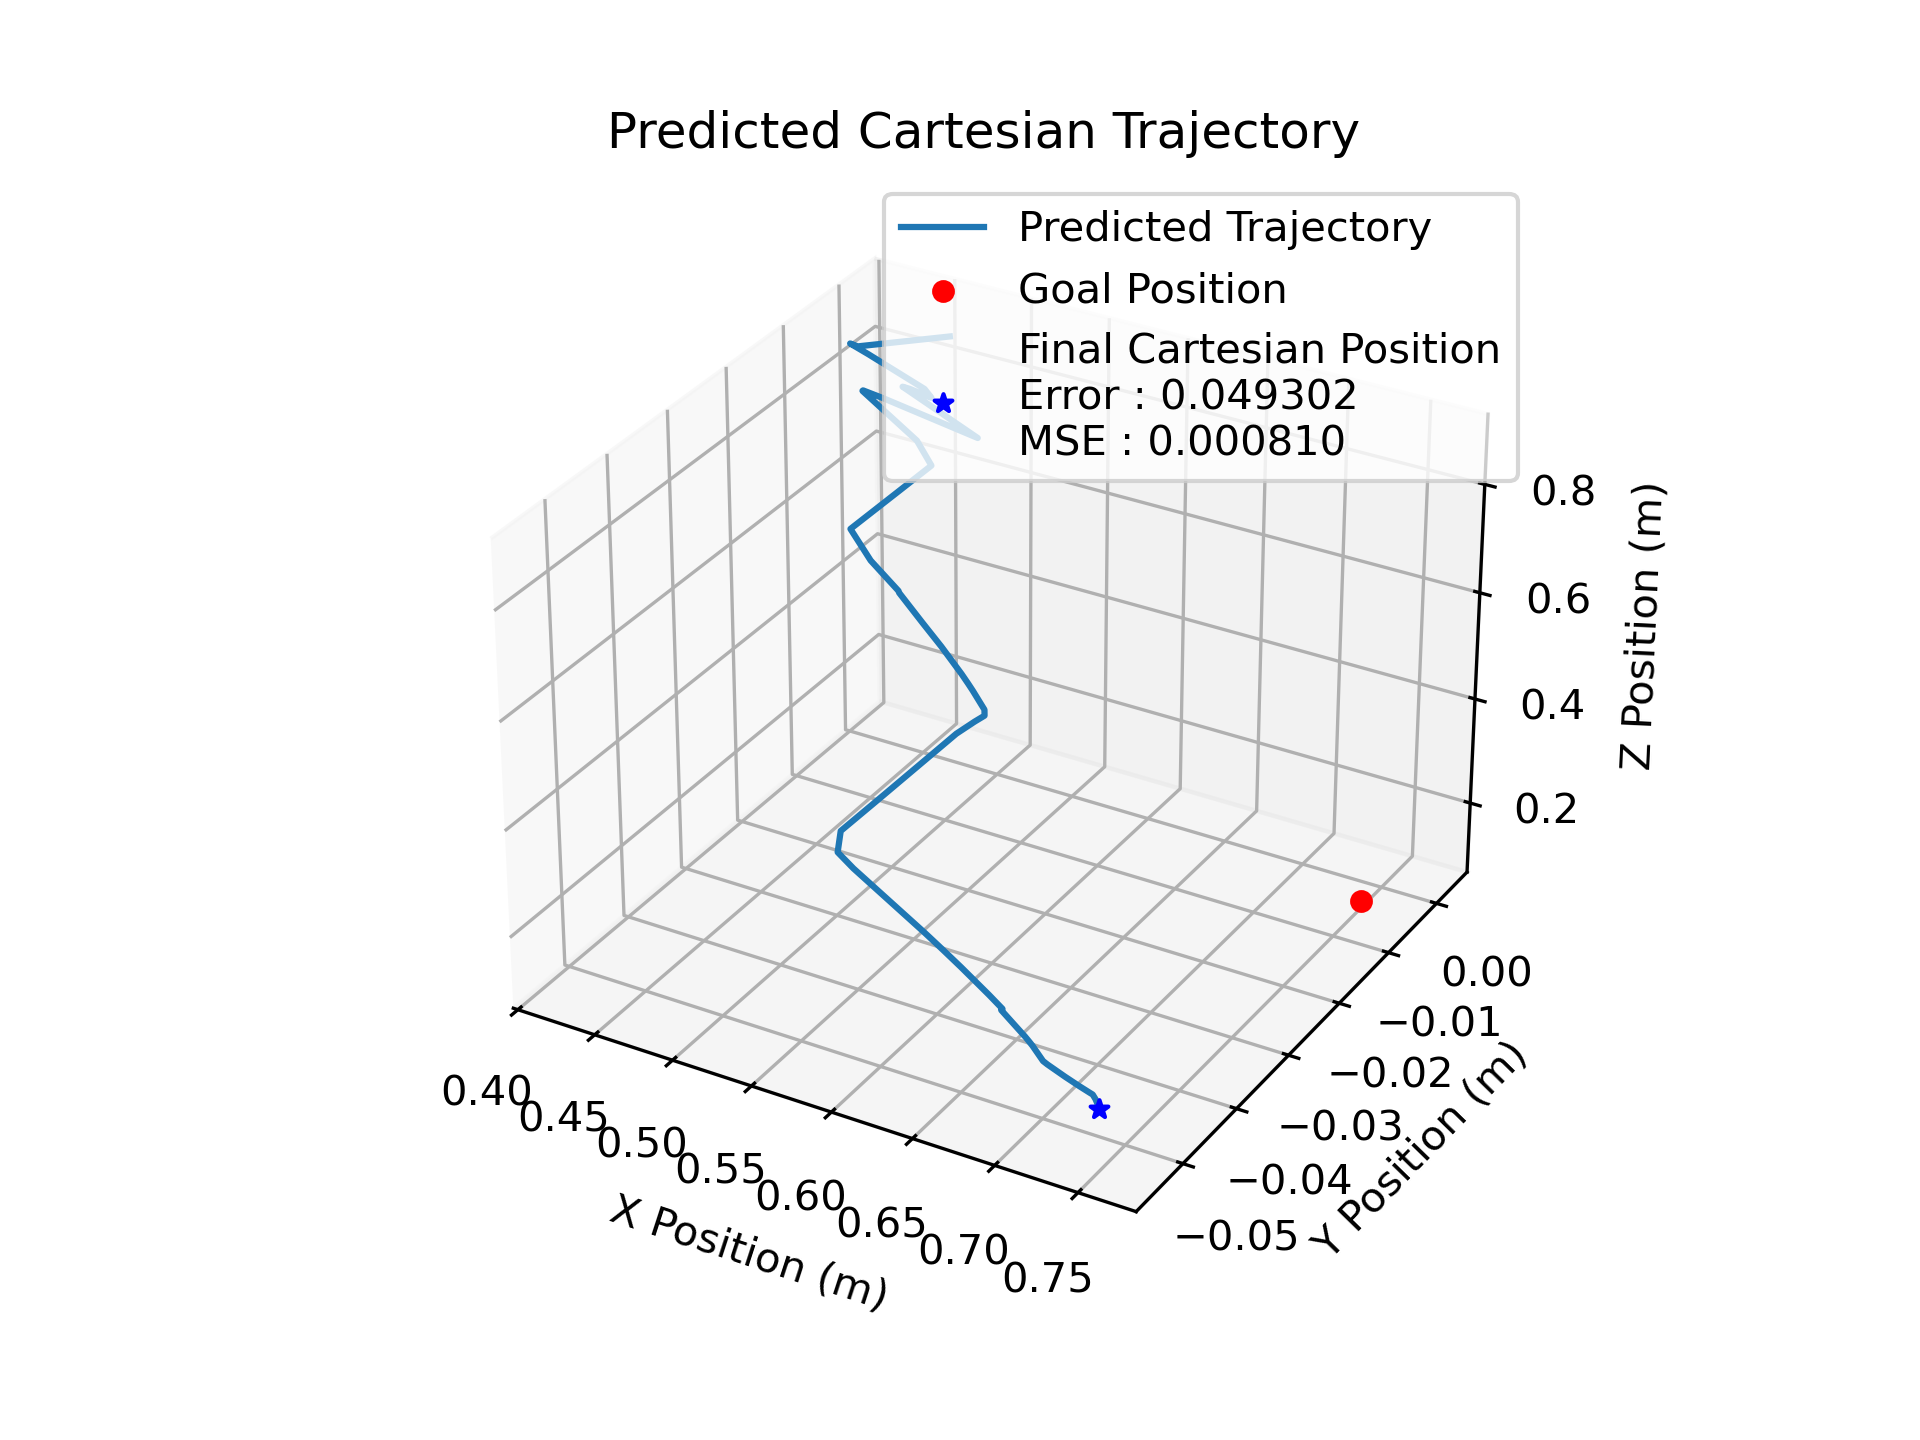 Predicted Cartesian Trajectory
Predicted Trajectory
Goal Position
Final Cartesian Position
Error : 0.049302
MSE : 0.000810
0.8
0.6
0.4
0.2
Z Position (m)
0.00
−0.01
−0.02
−0.03
−0.04
−0.05
Y Position (m)
0.40
0.45
0.50
0.55
0.60
0.65
0.70
0.75
X Position (m)